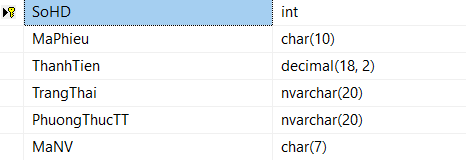 SoHD int
MaPhieu char(10)
ThanhTien decimal(18, 2)
TrangThai nvarchar(20)
PhuongThucTT nvarchar(20)
MaNV char(7)